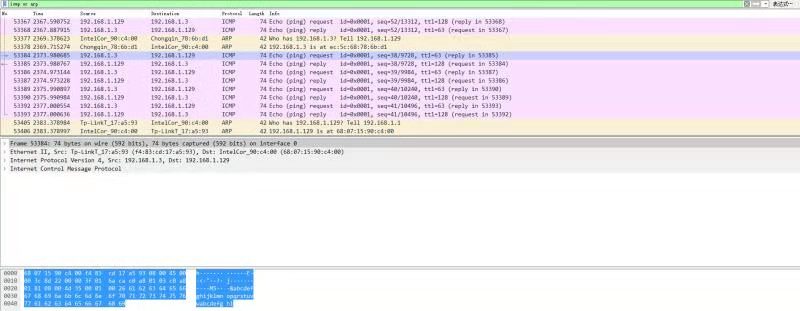 icmp or arp
表达式…
No Time Source Destination Protocol Length Info
53367 2367.590752 192.168.1.129 192.168.1.3 ICMP 74 Echo (ping) request id=0x0001, seq=52/13312, ttl=128 (reply in 53368)
53368 2367.887915 192.168.1.3 192.168.1.129 ICMP 74 Echo (ping) reply id=0x0001, seq=52/13312, ttl=63 (request in 53367)
53377 2369.378623 IntelCor_90:c4:00 Chongqin_78:6b:d1 ARP 42 Who has 192.168.1.3? Tell 192.168.1.129
53378 2369.715274 Chongqin_78:6b:d1 IntelCor_90:c4:00 ARP 42 192.168.1.3 is at ec:5c:68:78:6b:d1
53384 2373.980685 192.168.1.3 192.168.1.129 ICMP 74 Echo (ping) request id=0x0001, seq=38/9728, ttl=63 (reply in 53385)
53385 2373.980767 192.168.1.129 192.168.1.3 ICMP 74 Echo (ping) reply id=0x0001, seq=38/9728, ttl=128 (request in 53384)
53386 2374.973144 192.168.1.3 192.168.1.129 ICMP 74 Echo (ping) request id=0x0001, seq=39/9984, ttl=63 (reply in 53387)
53387 2374.973228 192.168.1.129 192.168.1.3 ICMP 74 Echo (ping) reply id=0x0001, seq=39/9984, ttl=128 (request in 53386)
53389 2375.990897 192.168.1.3 192.168.1.129 ICMP 74 Echo (ping) request id=0x0001, seq=40/10240, ttl=63 (reply in 53390)
53390 2375.990984 192.168.1.129 192.168.1.3 ICMP 74 Echo (ping) reply id=0x0001, seq=40/10240, ttl=128 (request in 53389)
53392 2377.000554 192.168.1.3 192.168.1.129 ICMP 74 Echo (ping) request id=0x0001, seq=41/10496, ttl=63 (reply in 53393)
53393 2377.000636 192.168.1.129 192.168.1.3 ICMP 74 Echo (ping) reply id=0x0001, seq=41/10496, ttl=128 (request in 53392)
53405 2383.378984 Tp-LinkT_17:a5:93 IntelCor_90:c4:00 ARP 42 Who has 192.168.1.129? Tell 192.168.1.1
53406 2383.378997 IntelCor_90:c4:00 Tp-LinkT_17:a5:93 ARP 42 192.168.1.129 is at 68:07:15:90:c4:00
Frame 53384: 74 bytes on wire (592 bits), 74 bytes captured (592 bits) on interface 0
Ethernet II, Src: Tp-LinkT_17:a5:93 (f4:83:cd:17:a5:93), Dst: IntelCor_90:c4:00 (68:07:15:90:c4:00)
Internet Protocol Version 4, Src: 192.168.1.3, Dst: 192.168.1.129
Internet Control Message Protocol
0000 68 07 15 90 c4 00 f4 83 cd 17 a5 93 08 00 45 00
0010 00 3c 8d 22 00 00 3f 01 6a ca c0 a8 01 03 c0 a8
0020 01 81 08 00 4d 35 00 01 00 26 61 62 63 64 65 66
0030 67 68 69 6a 6b 6c 6d 6e 6f 70 71 72 73 74 75 76 ghijklmn opqrstuv
0040 77 61 62 63 64 65 66 67 68 69 wabcdefg hi